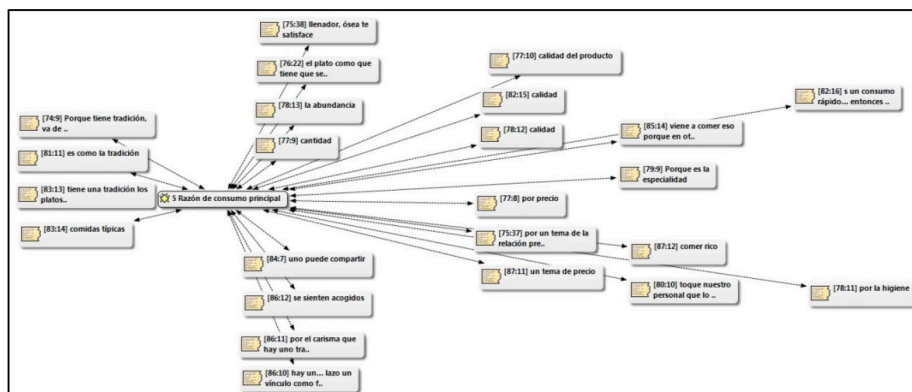 [75:38] llenador, ósea te
satisface
[76:22] el plato como que
tiene que se..
[78:13] la abundancia
[77:9] cantidad
[77:10] calidad del producto
[82:15] calidad
[78:12] calidad
[82:16] s un consumo
rápido... entonces ..
[85:14] viene a comer eso
porque en ot..
[79:9] Porque es la
especialidad
[74:9] Porque tiene tradición,
va de ..
[81:11] es como la tradición
[83:13] tiene una tradición los
platos..
[83:14] comidas típicas
5 Razón de consumo principal
[77:8] por precio
[75:37] por un tema de la
relación pre..
[87:11] un tema de precio
[87:12] comer rico
[80:10] toque nuestro
personal que lo ..
[78:11] por la higiene
[84:7] uno puede compartir
[86:12] se sienten acogidos
[86:11] por el carisma que
hay uno tra..
[86:10] hay un... lazo un
vínculo como f..